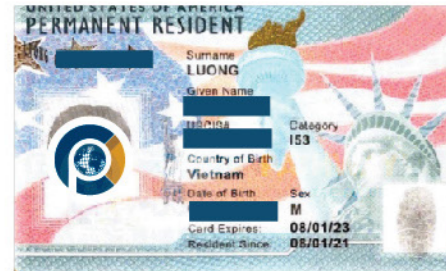 UNITED STATES OF AMERICA
PERMANENT RESIDENT
Surname
LUONG
Given Name
USCIS#
Category
I53
Country of Birth
Vietnam
Date of Birth
Sex
M
Card Expires: 08/01/23
Resident Since: 08/01/21